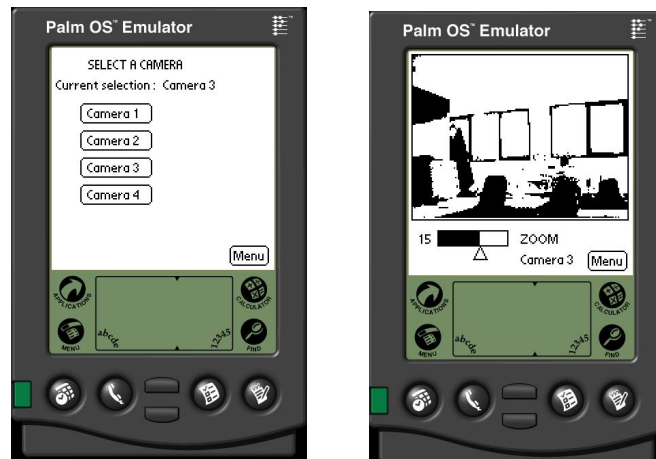 Palm OS™ Emulator
SELECT A CAMERA
Current selection : Camera 3
Camera 1
Camera 2
Camera 3
Camera 4
Menu
APPLICATIONS
CALCULATOR
MENU
abcde
12345
FIND
Palm OS™ Emulator
15
ZOOM
Camera 3
Menu
APPLICATIONS
CALCULATOR
MENU
abcde
12345
FIND